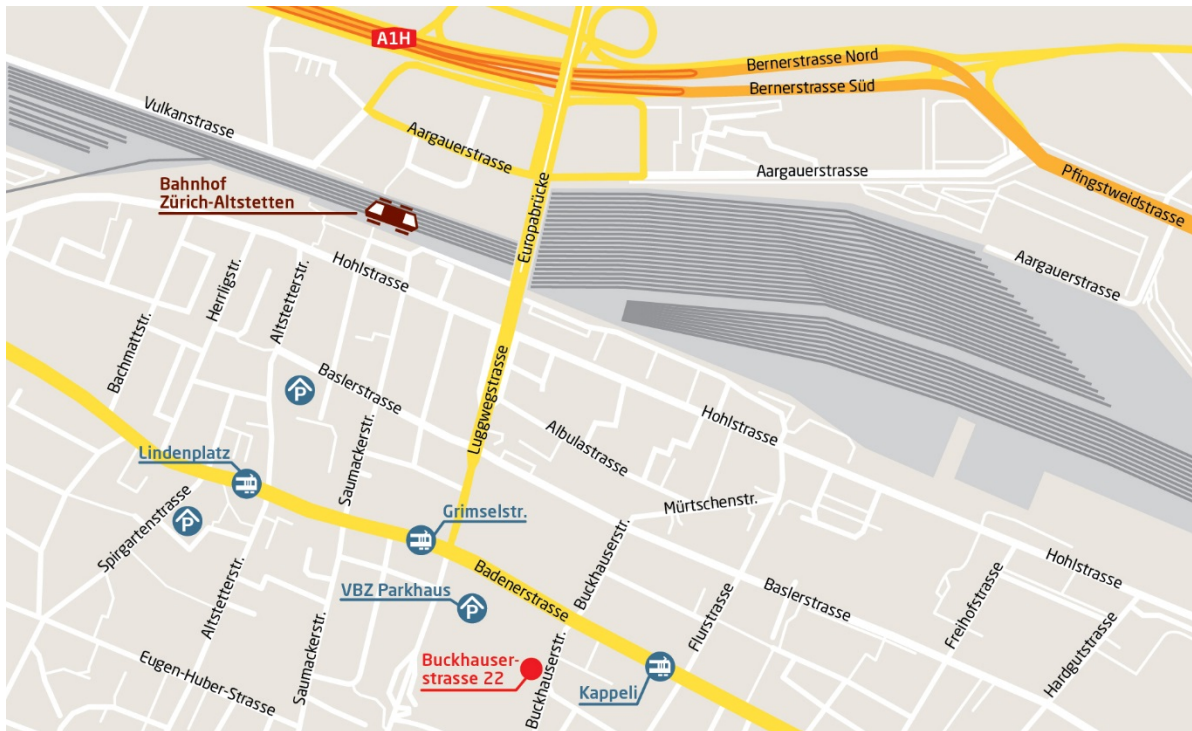 A1H
Bernerstrasse Nord
Bernerstrasse Süd
Vulkanstrasse
Aargauerstrasse
Aargauerstrasse
Pfingstweidstrasse
Bahnhof
Zürich-Altstetten
Europabrücke
Aargauerstrasse
Hohlstrasse
Herrligstr.
Altstetterstr.
Bachmattstr.
Baslerstrasse
Luggwegstrasse
P
Hohlstrasse
Albulastrasse
Saumackerstr.
Lindenplatz
Mürtschenstr.
Spirgartenstrasse
P
Grimselstr.
Buckhauserstr.
Hohlstrasse
Badenerstrasse
Baslerstrasse
Altstetterstr.
VBZ Parkhaus
P
Flurstrasse
Freihofstrasse
Hardgutstrasse
Saumackerstr.
Eugen-Huber-Strasse
Buckhauser-
strasse 22
Buckhauserstr.
Kappeli